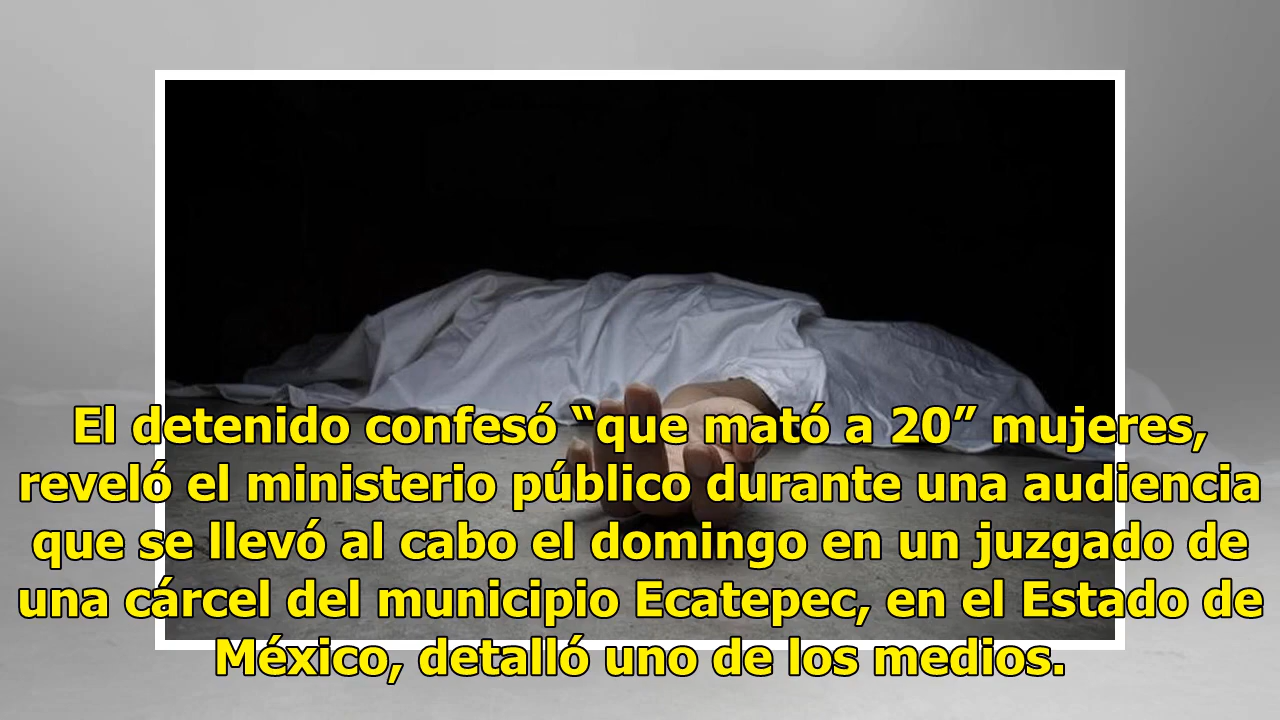 El detenido confesó “que mató a 20” mujeres,
reveló el ministerio público durante una audiencia
que se llevó al cabo el domingo en un juzgado de
una cárcel del municipio Ecatepec, en el Estado de
México, detalló uno de los medios.